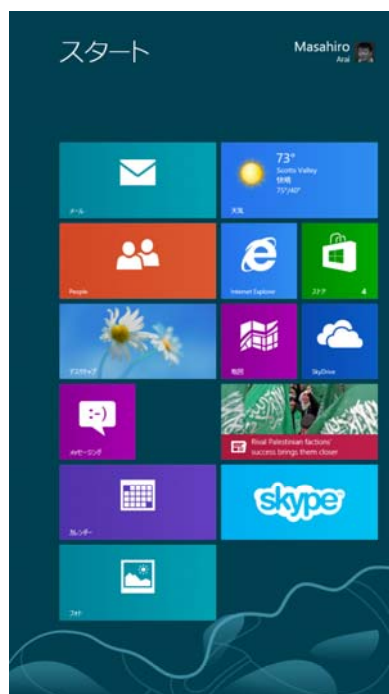 スタート
Masahiro
Arai
メール
73°
Scotts Valley
快晴
75°/40°
天気
People
Internet Explorer
ストア
4
デスクトップ
地図
SkyDrive
:-)
メッセージング
Rival Palestinian factions'
success brings them closer
カレンダー
skype
フォト